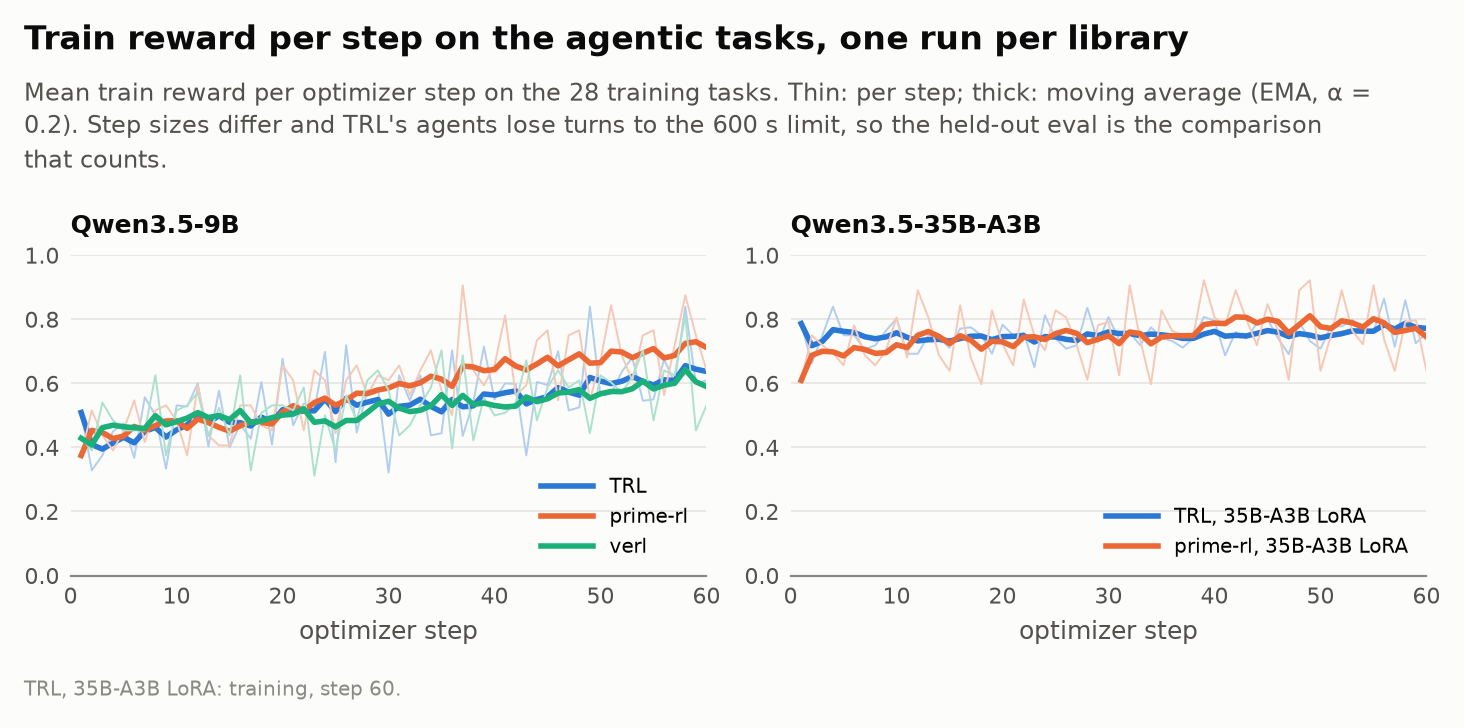 Train reward per step on the agentic tasks, one run per library
Mean train reward per optimizer step on the 28 training tasks. Thin: per step; thick: moving average (EMA, α =
0.2). Step sizes differ and TRL's agents lose turns to the 600 s limit, so the held-out eval is the comparison
that counts.
Qwen3.5-9B
1.0
0.8
0.6
0.4
0.2
0.0
0 10 20 30 40 50 60
optimizer step
TRL
prime-rl
verl
Qwen3.5-35B-A3B
1.0
0.8
0.6
0.4
0.2
0.0
0 10 20 30 40 50 60
optimizer step
TRL, 35B-A3B LoRA
prime-rl, 35B-A3B LoRA
TRL, 35B-A3B LoRA: training, step 60.